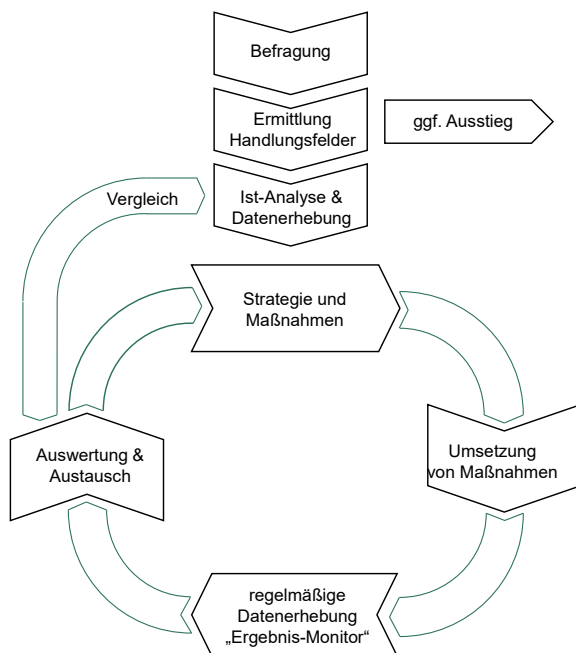 Befragung
Ermittlung
Handlungsfelder
ggf. Ausstieg
Vergleich
Ist-Analyse &
Datenerhebung
Strategie und
Maßnahmen
Auswertung &
Austausch
Umsetzung
von Maßnahmen
regelmäßige
Datenerhebung
„Ergebnis-Monitor“